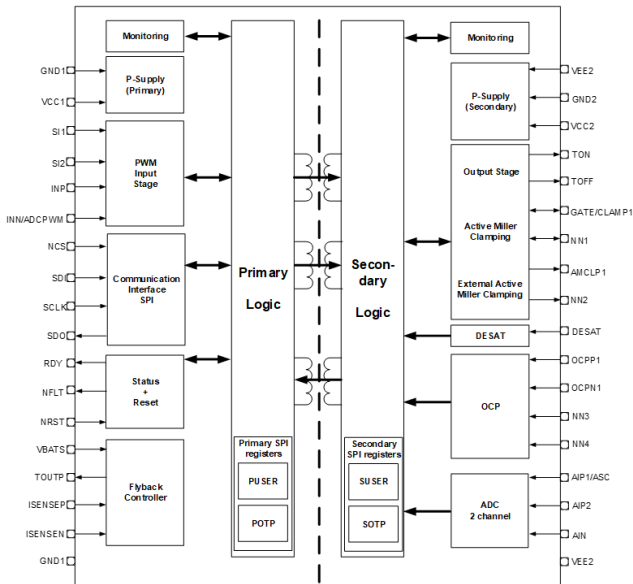 GND1
VCC1
SI1
SI2
INP
INN/ADCPWM
NCS
SDI
SCLK
SDO
RDY
NFLT
NRST
VBATS
TOUTP
ISENSEP
ISENSEN
GND1
Monitoring
P-Supply
(Primary)
PWM
Input
Stage
Communication
Interface
SPI
Status
+
Reset
Flyback
Controller
Primary
Logic
Primary SPI
registers
PUSER
POTP
Secon-
dary
Logic
Secondary
SPI registers
SUSER
SOTP
Monitoring
P-Supply
(Secondary)
Output Stage
Active Miller
Clamping
External Active
Miller Clamping
DESAT
OCP
ADC
2 channel
VEE2
GND2
VCC2
TON
TOFF
GATE/CLAMP1
NN1
AMCLP1
NN2
DESAT
OCPP1
OCPN1
NN3
NN4
AIP1/ASC
AIP2
AIN
VEE2